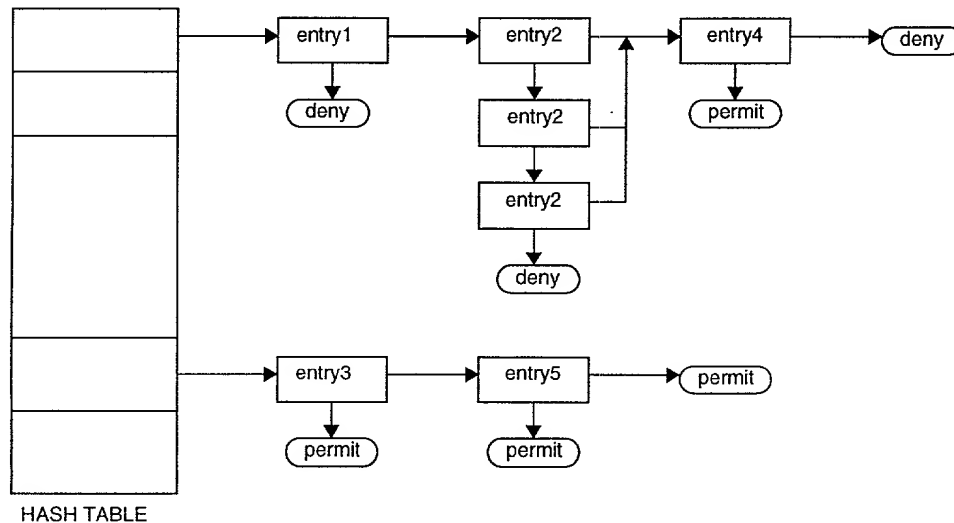 entry1
entry2
entry4
deny
deny
entry2
permit
entry2
deny
entry3
entry5
permit
permit
permit
HASH TABLE